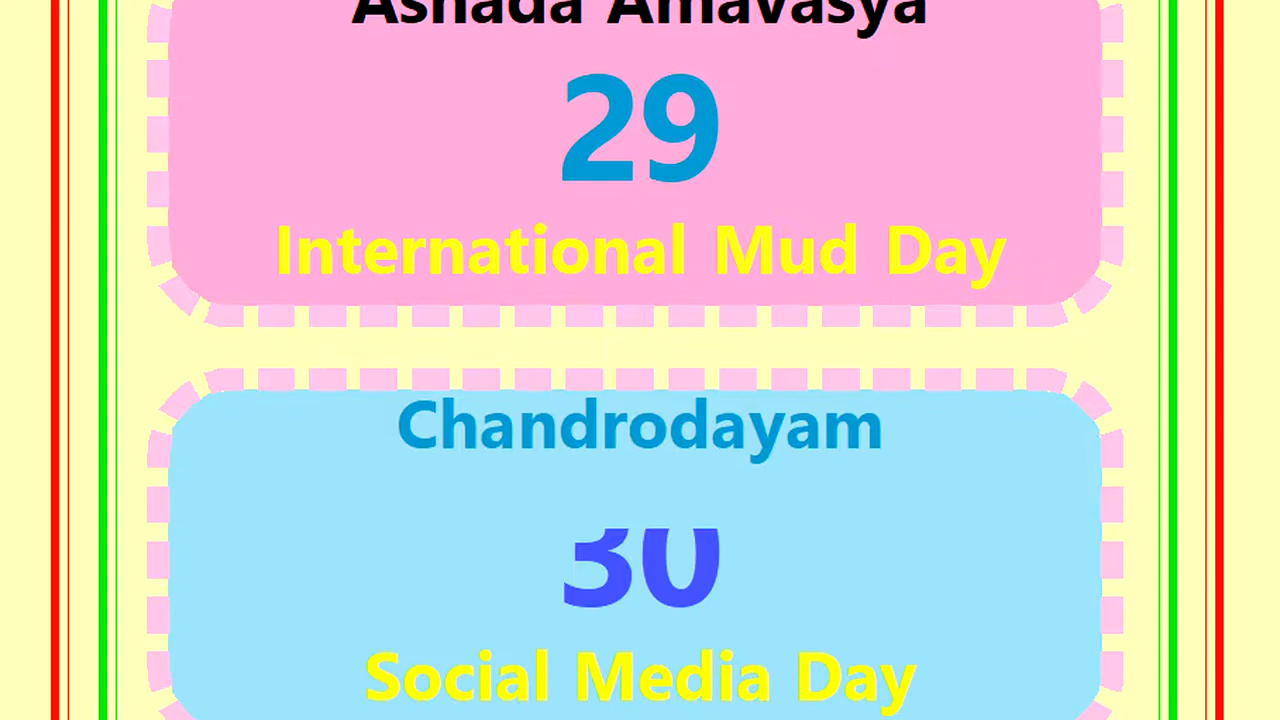 Ashada Amavasya
29
International Mud Day
Chandrodayam
30
Social Media Day